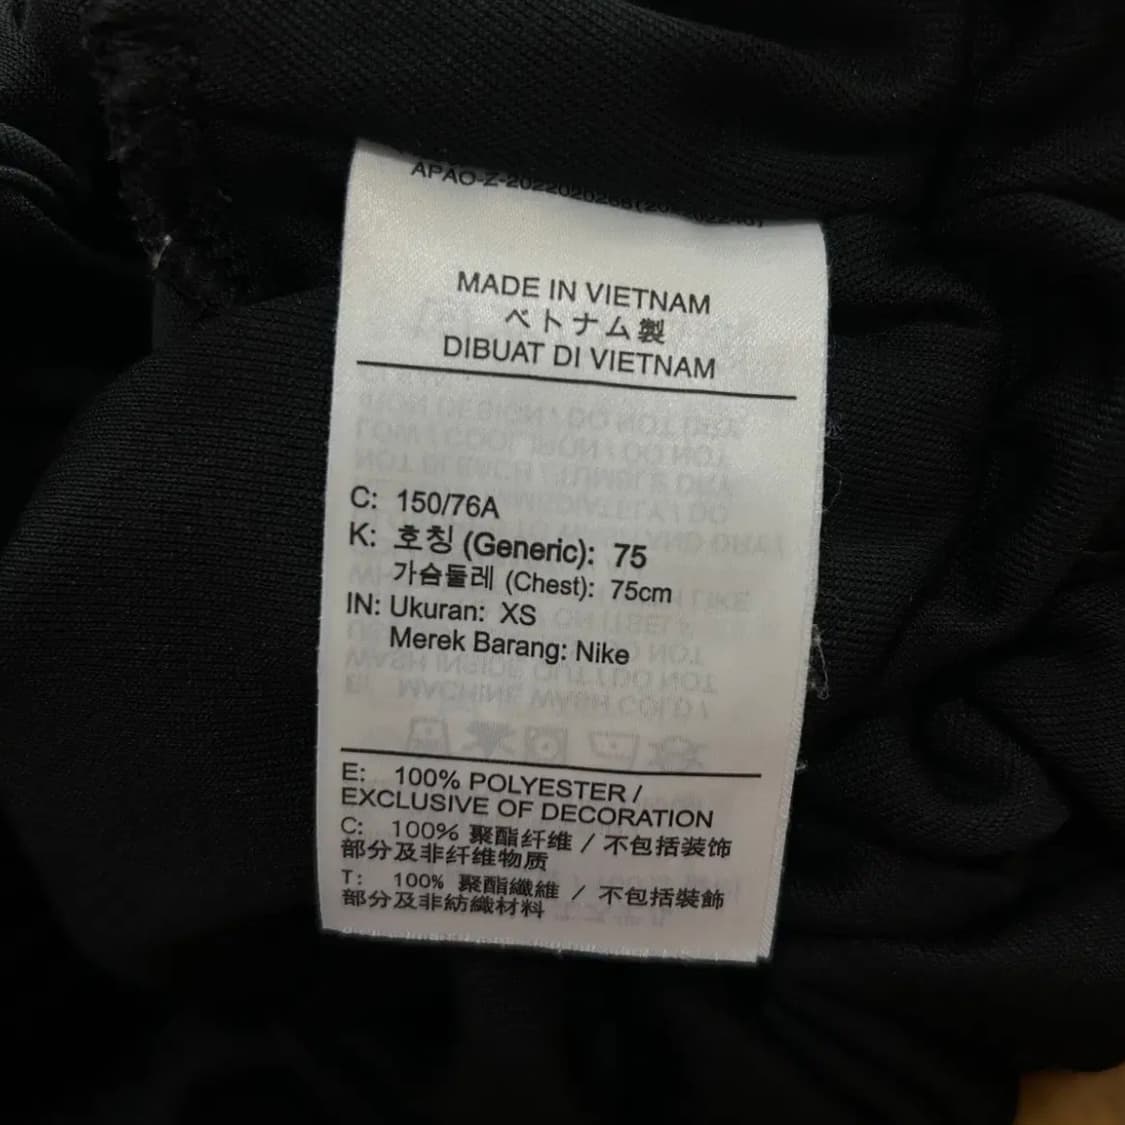 MADE IN VIETNAM
ベトナム製
DIBUAT DI VIETNAM
C: 150/76A
K: 호칭 (Generic): 75
가슴둘레 (Chest): 75cm
IN: Ukuran: XS
Merek Barang: Nike
E: 100% POLYESTER /
EXCLUSIVE OF DECORATION
C: 100% 聚酯纤维 / 不包括装饰
部分及非纤维物质
T: 100% 聚酯纖維 / 不包括裝飾
部分及非紡織材料